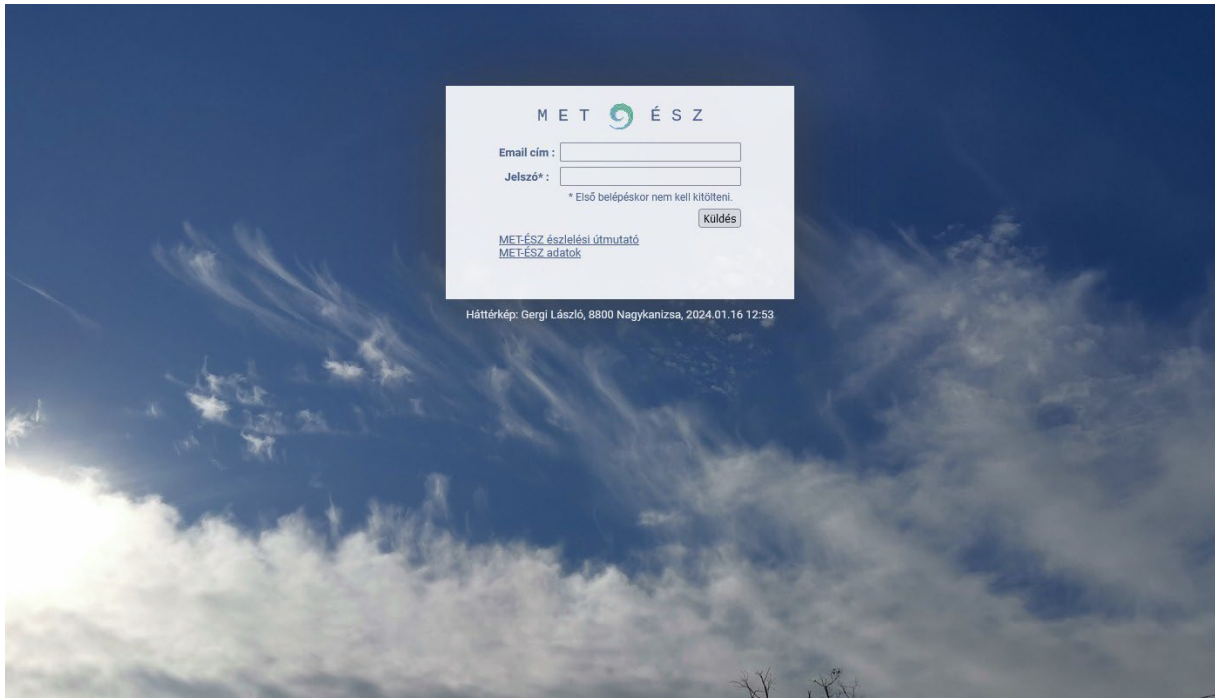 MET ÉSZ
Email cím :
Jelszó* :
* Első belépéskor nem kell kitölteni.
Küldés
MET-ÉSZ észlelési útmutató
MET-ÉSZ adatok
Háttérkép: Gergi László, 8800 Nagykanizsa, 2024.01.16 12:53